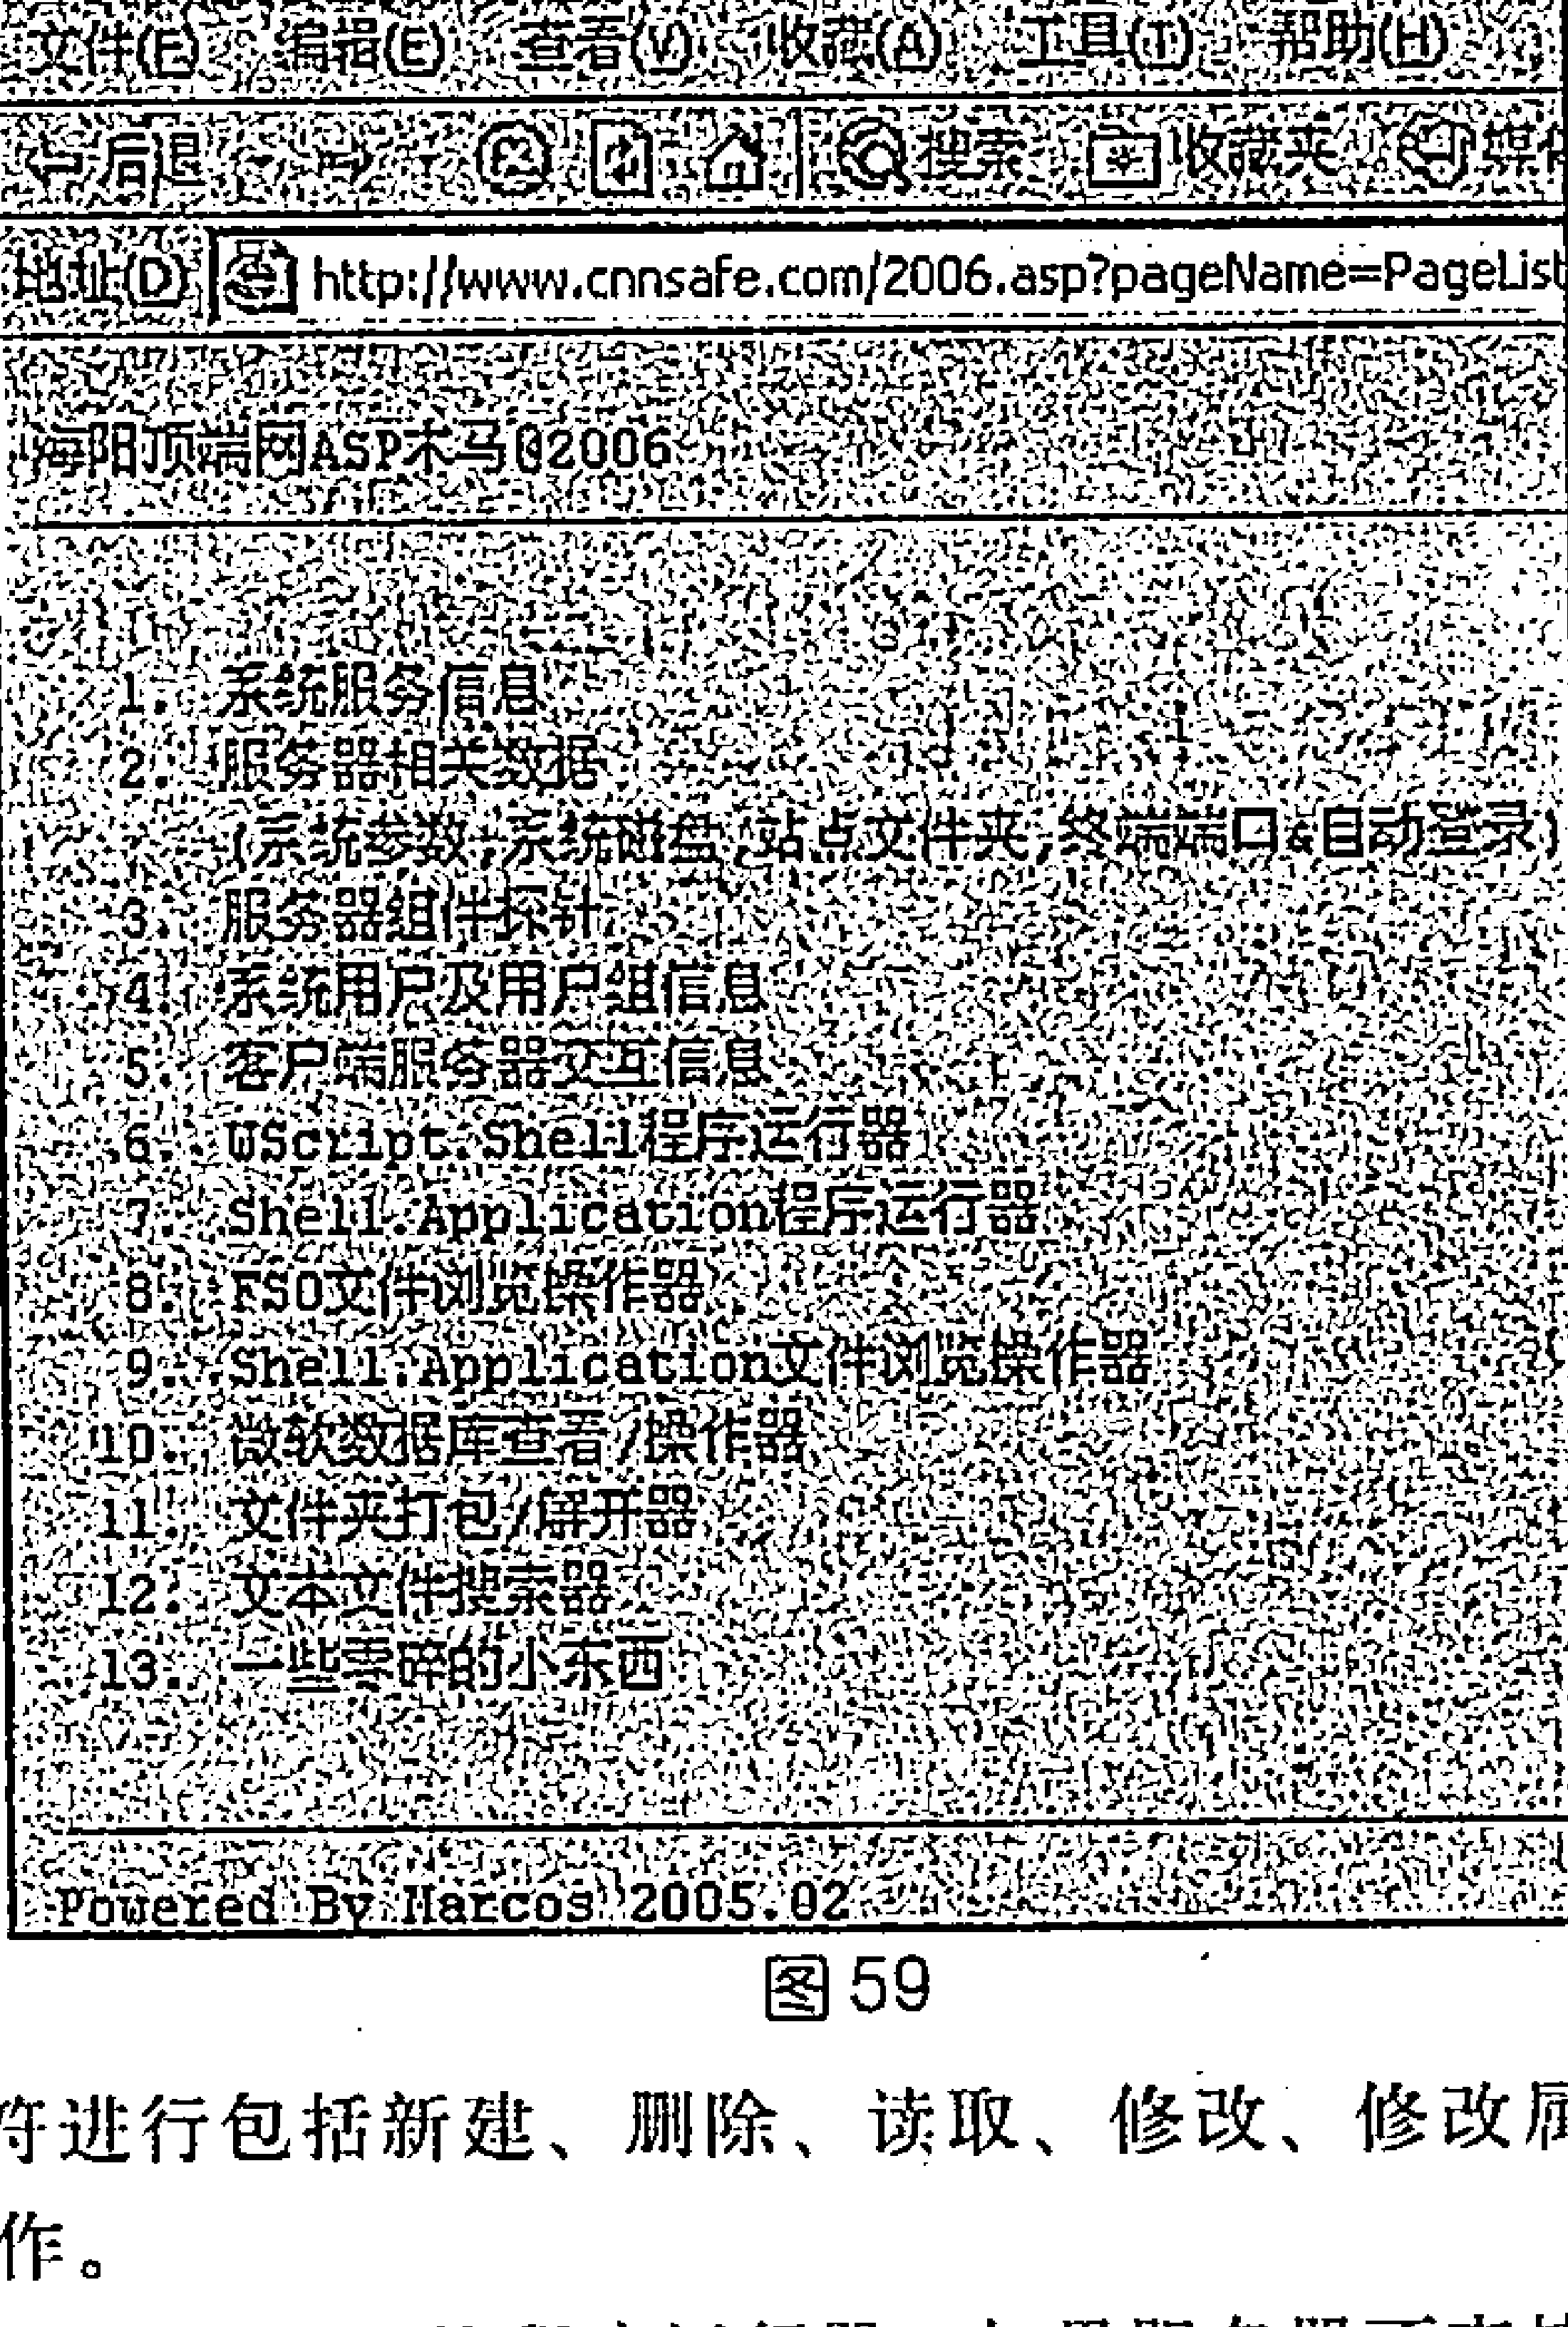 文件(F) 编辑(E) 查看(V) 收藏(A) 工具(T) 帮助(H)
后退 搜索 收藏夹
地址(D) http://www.cnnsafe.com/2006.asp?pageName=PageList
海阳顶端网ASP木马@2006
1. 系统服务信息
2. 服务器相关数据
(系统参数,系统磁盘,站点文件夹,终端端口&自动登录)
3. 服务器组件探针
4. 系统用户及用户组信息
5. 客户端服务器交互信息
6. WScript.Shell程序运行器
7. Shell.Application程序运行器
8. FSO文件浏览操作器
9. Shell.Application文件浏览操作器
10. 微软数据库查看/操作器
11. 文件夹打包/解开器
12. 文本文件搜索器
13. 一些零碎的小东西
Powered By Marcos 2005.02
图 59
符进行包括新建、删除、读取、修改、修改属
作。